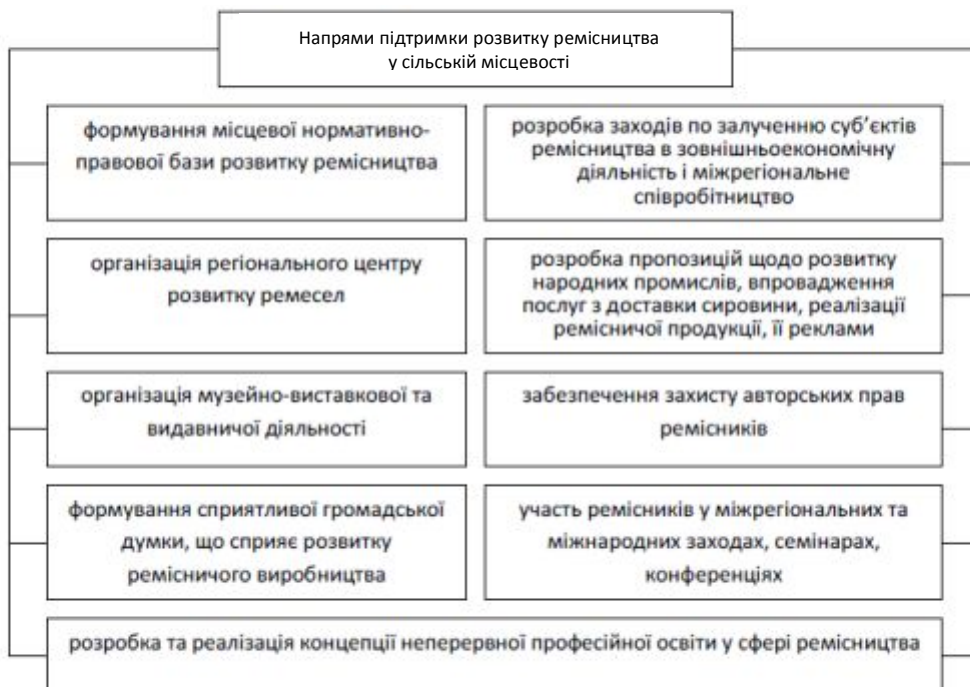 Напрями підтримки розвитку ремісництва
у сільській місцевості
формування місцевої нормативно-
правової бази розвитку ремісництва
розробка заходів по залученню суб’єктів
ремісництва в зовнішньоекономічну
діяльність і міжрегіональне
співробітництво
організація регіонального центру
розвитку ремесел
розробка пропозицій щодо розвитку
народних промислів, впровадження
послуг з доставки сировини, реалізації
ремісничої продукції, її реклами
організація музейно-виставкової та
видавничої діяльності
забезпечення захисту авторських прав
ремісників
формування сприятливої громадської
думки, що сприяє розвитку
ремісничого виробництва
участь ремісників у міжрегіональних та
міжнародних заходах, семінарах,
конференціях
розробка та реалізація концепції неперервної професійної освіти у сфері ремісництва